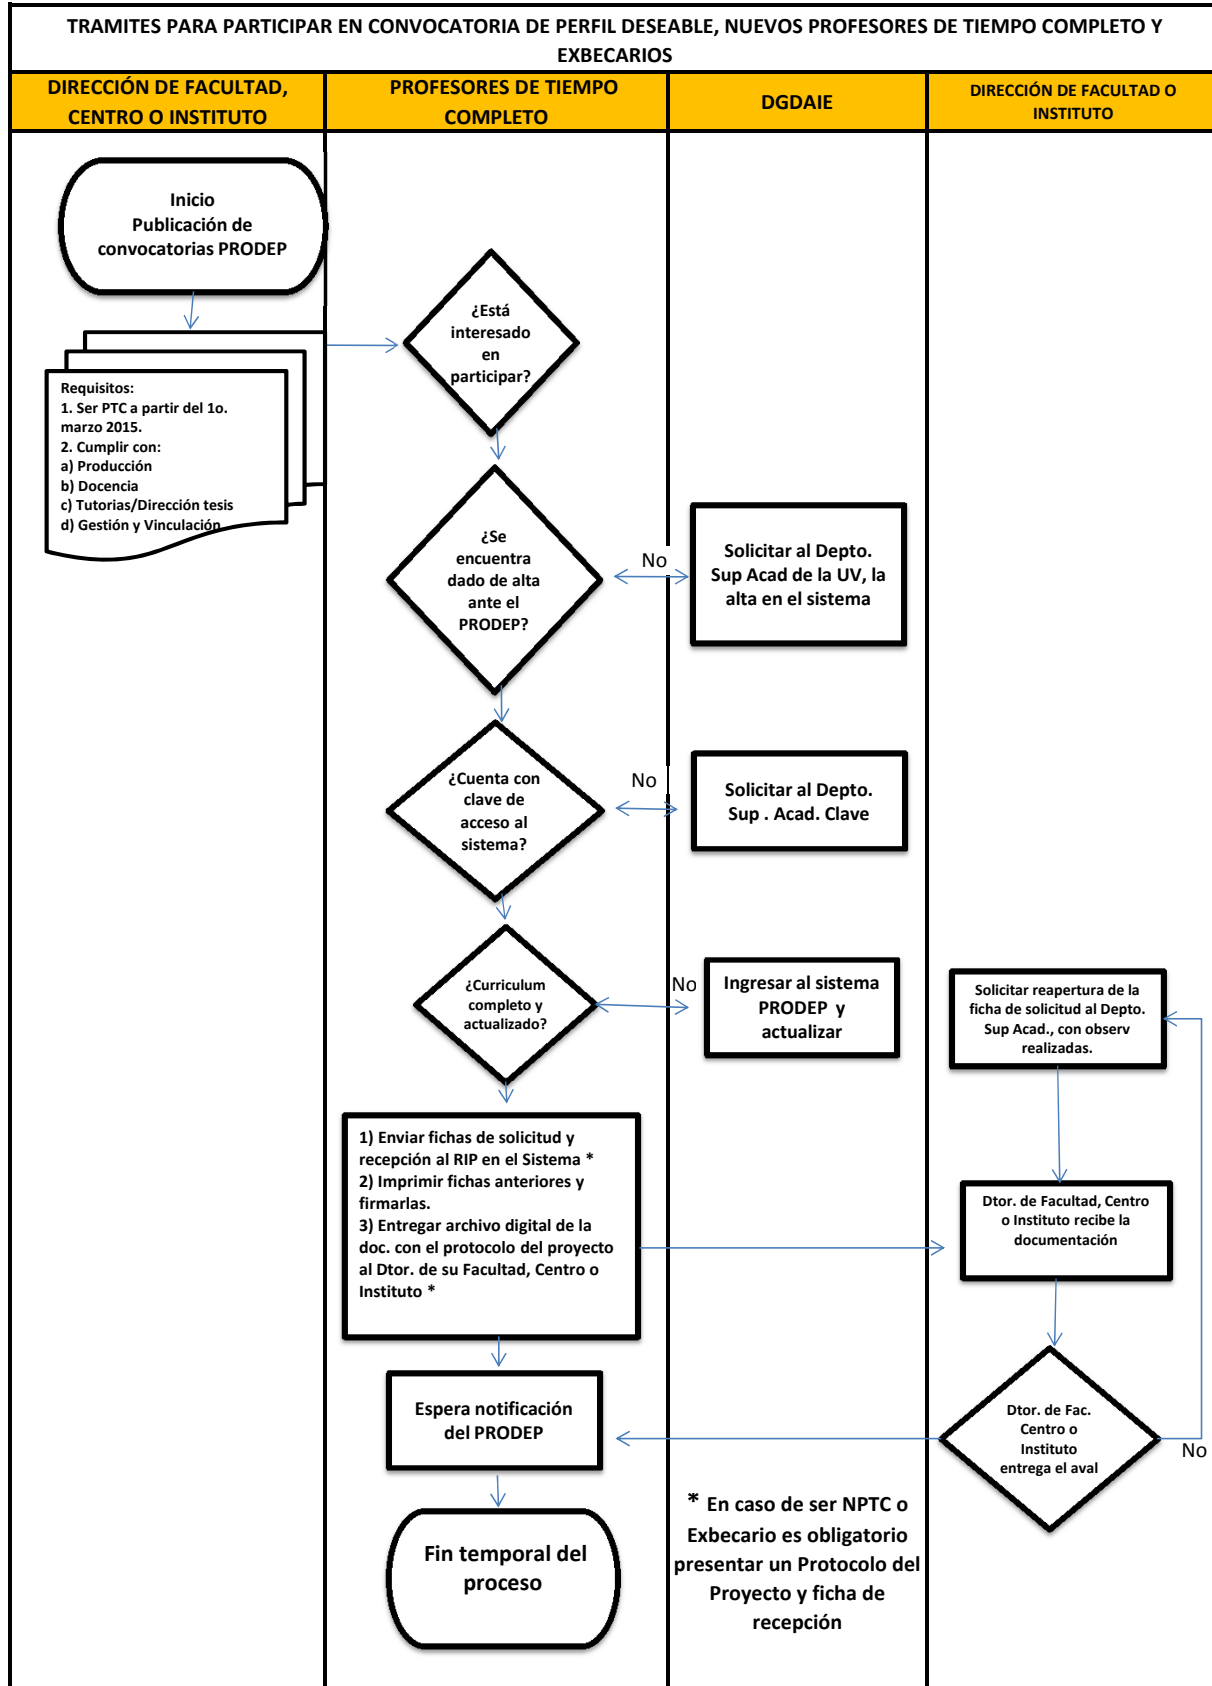 TRAMITES PARA PARTICIPAR EN CONVOCATORIA DE PERFIL DESEABLE, NUEVOS PROFESORES DE TIEMPO COMPLETO Y
EXBECARIOS
DIRECCIÓN DE FACULTAD,
CENTRO O INSTITUTO
PROFESORES DE TIEMPO
COMPLETO
DGDAIE
DIRECCIÓN DE FACULTAD O
INSTITUTO
Inicio
Publicación de
convocatorias PRODEP
Requisitos:
1. Ser PTC a partir del 1o.
marzo 2015.
2. Cumplir con:
a) Producción
b) Docencia
c) Tutorias/Dirección tesis
d) Gestión y Vinculación
¿Está
interesado
en
participar?
¿Se
encuentra
dado de alta
ante el
PRODEP?
No
Solicitar al Depto.
Sup Acad de la UV, la
alta en el sistema
¿Cuenta con
clave de
acceso al
sistema?
No
Solicitar al Depto.
Sup . Acad. Clave
¿Curriculum
completo y
actualizado?
No
Ingresar al sistema
PRODEP y
actualizar
Solicitar reapertura de la
ficha de solicitud al Depto.
Sup Acad., con observ
realizadas.
1) Enviar fichas de solicitud y
recepción al RIP en el Sistema *
2) Imprimir fichas anteriores y
firmarlas.
3) Entregar archivo digital de la
doc. con el protocolo del proyecto
al Dtor. de su Facultad, Centro o
Instituto *
Dtor. de Facultad, Centro
o Instituto recibe la
documentación
Dtor. de Fac.
Centro o
Instituto
entrega el aval
No
Espera notificación
del PRODEP
Fin temporal del
proceso
* En caso de ser NPTC o
Exbecario es obligatorio
presentar un Protocolo del
Proyecto y ficha de
recepción